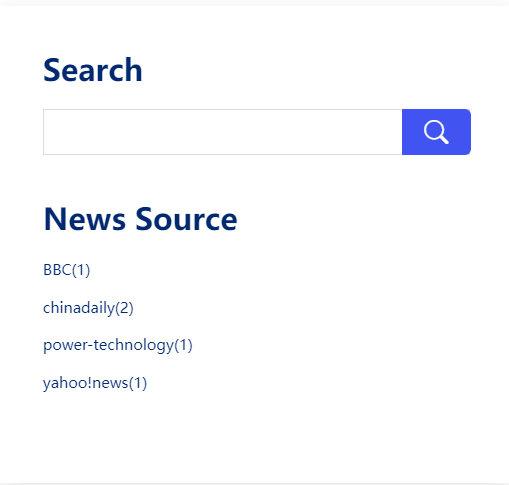 Search
News Source
BBC(1)
chinadaily(2)
power-technology(1)
yahoo!news(1)